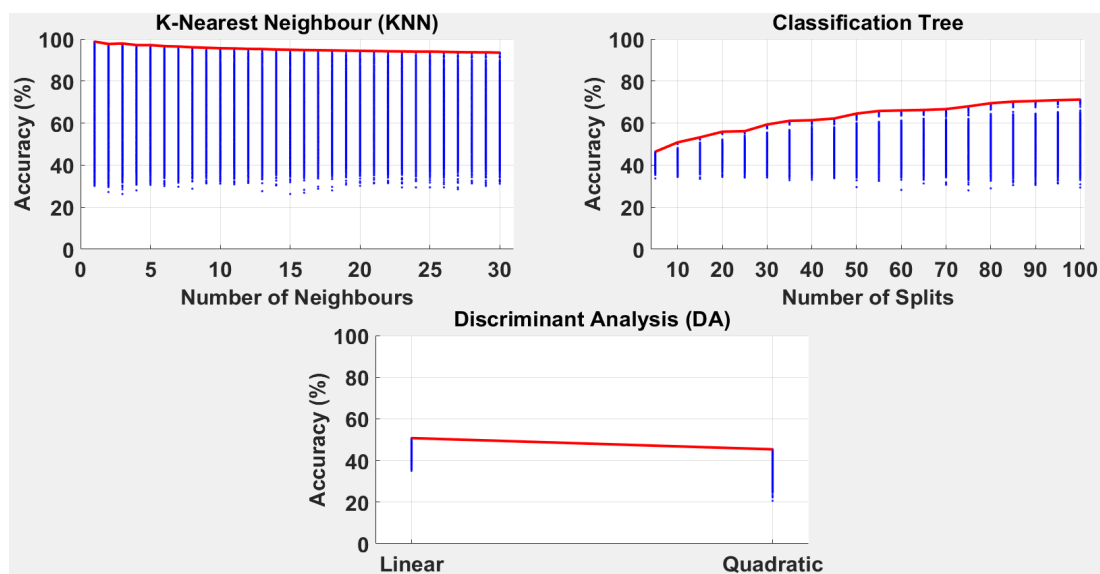 K-Nearest Neighbour (KNN)
Accuracy (%)
100
80
60
40
20
0
0 5 10 15 20 25 30
Number of Neighbours
Classification Tree
Accuracy (%)
100
80
60
40
20
0
10 20 30 40 50 60 70 80 90 100
Number of Splits
Discriminant Analysis (DA)
Accuracy (%)
100
80
60
40
20
0
Linear Quadratic